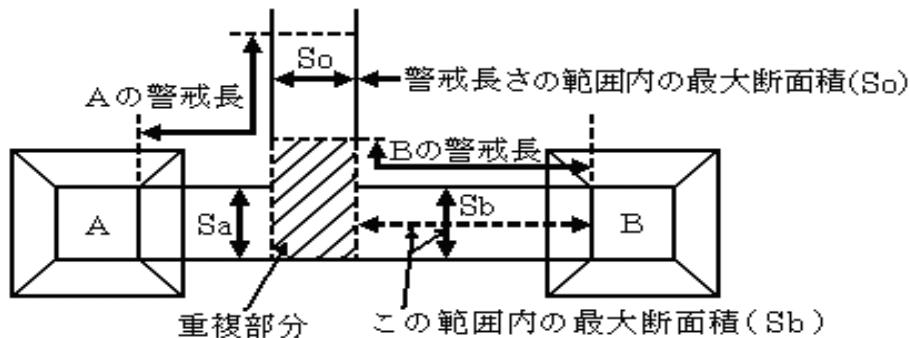 So
警戒長さの範囲内の最大断面積(So)
Aの警戒長
Bの警戒長
A
Sa
Sb
B
重複部分
この範囲内の最大断面積(Sb)